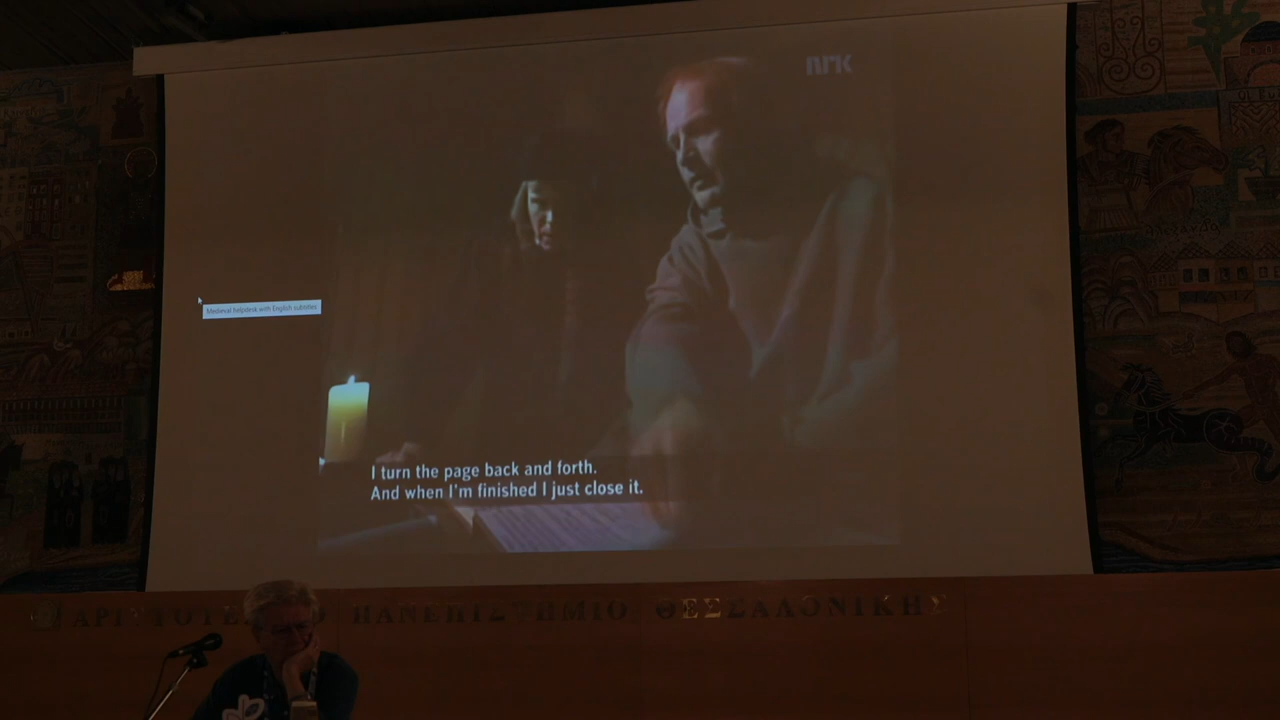 nrk
Medieval helpdesk with English subtitles
I turn the page back and forth.
And when I'm finished I just close it.
ΠΑΝΕΠΙΣΤΗΜΙΟ ΘΕΣΣΑΛΟΝΙΚΗΣ